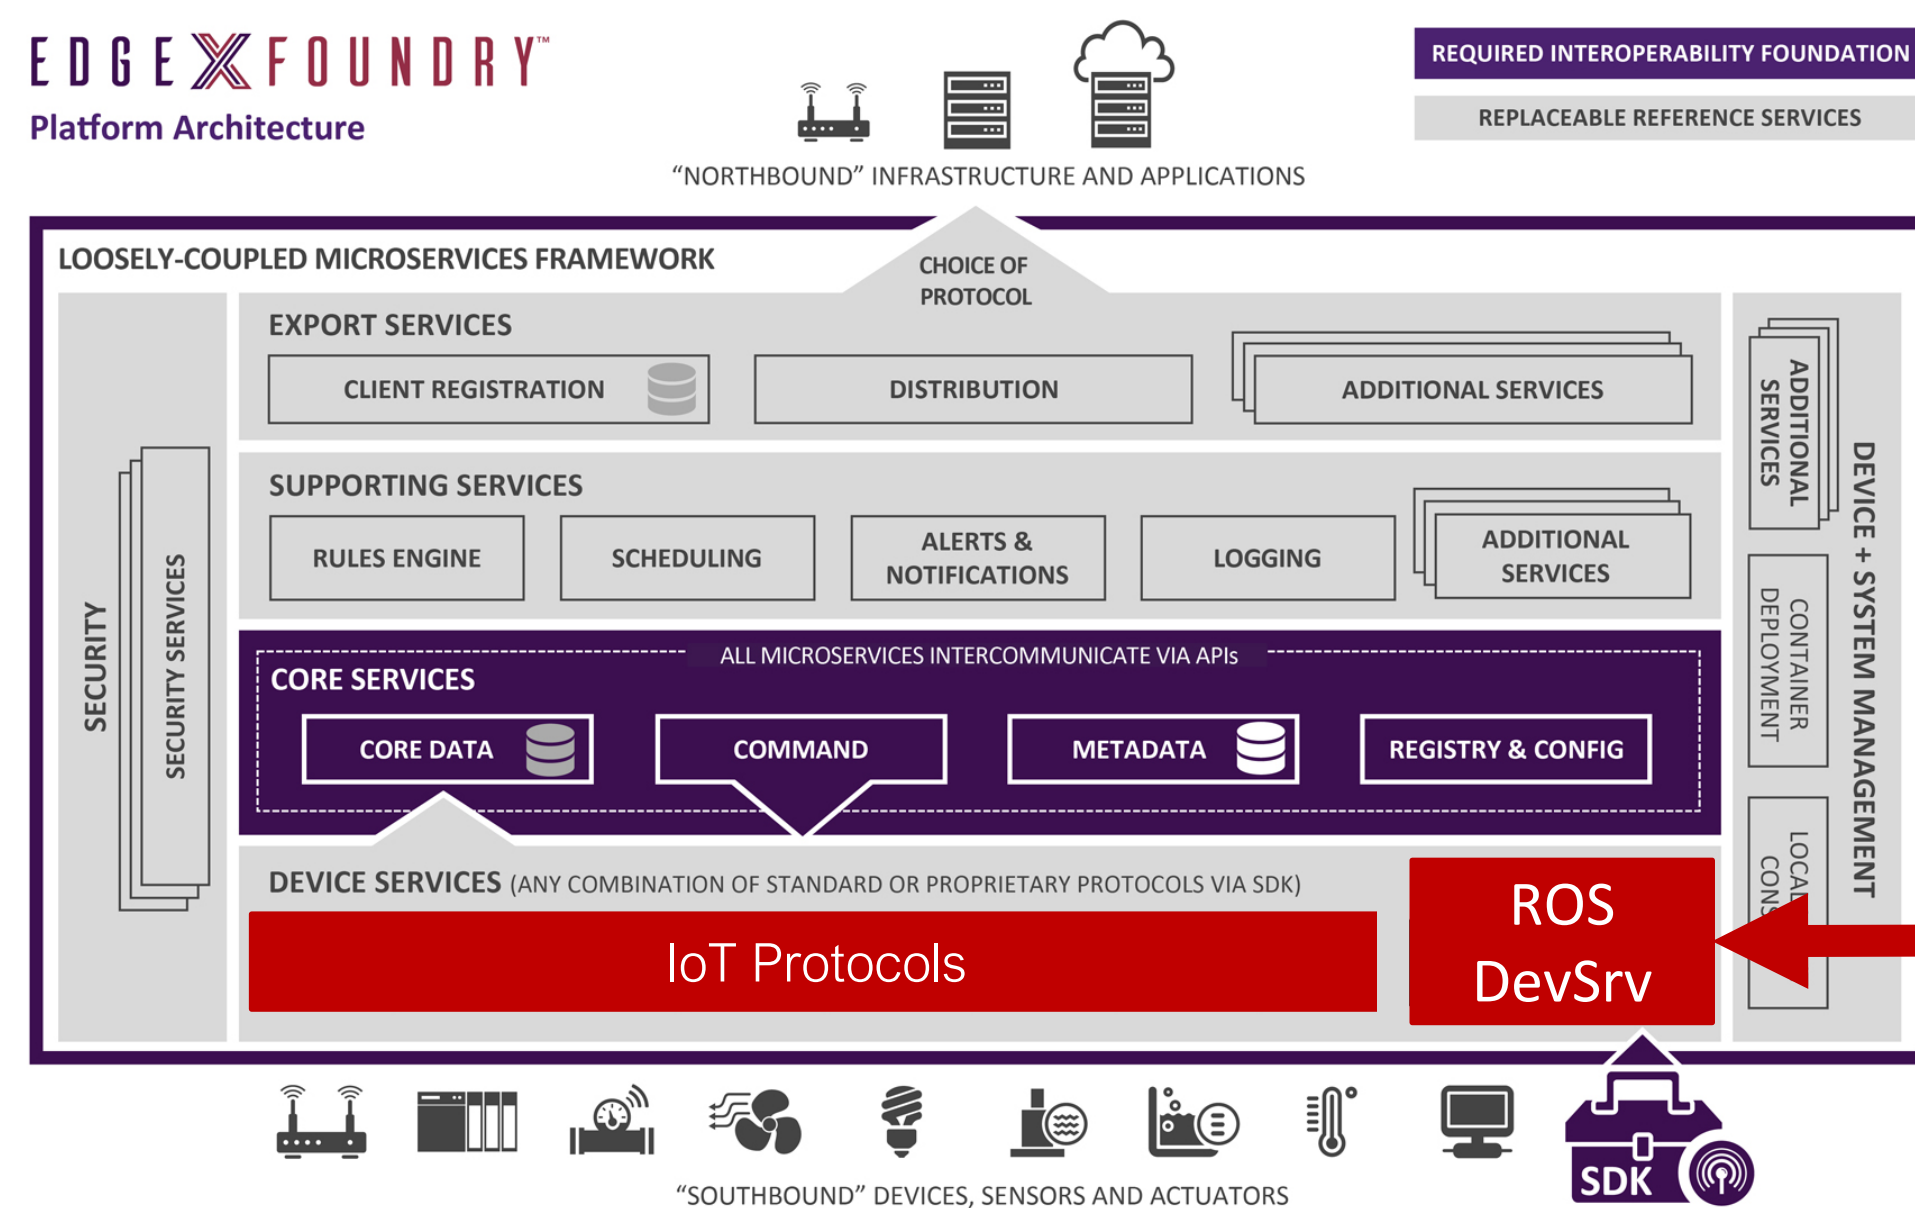 EDGE X FOUNDRY™
Platform Architecture
REQUIRED INTEROPERABILITY FOUNDATION
REPLACEABLE REFERENCE SERVICES
“NORTHBOUND” INFRASTRUCTURE AND APPLICATIONS
LOOSELY-COUPLED MICROSERVICES FRAMEWORK
CHOICE OF
PROTOCOL
EXPORT SERVICES
CLIENT REGISTRATION
DISTRIBUTION
ADDITIONAL SERVICES
SUPPORTING SERVICES
RULES ENGINE
SCHEDULING
ALERTS &
NOTIFICATIONS
LOGGING
ADDITIONAL
SERVICES
SECURITY
SECURITY SERVICES
ALL MICROSERVICES INTERCOMMUNICATE VIA APIs
CORE SERVICES
CORE DATA
COMMAND
METADATA
REGISTRY & CONFIG
DEVICE SERVICES (ANY COMBINATION OF STANDARD OR PROPRIETARY PROTOCOLS VIA SDK)
IoT Protocols
ROS
DevSrv
ADDITIONAL
SERVICES
CONTAINER
DEPLOYMENT
LOCAL
CONS
DEVICE + SYSTEM MANAGEMENT
SDK
“SOUTHBOUND” DEVICES, SENSORS AND ACTUATORS